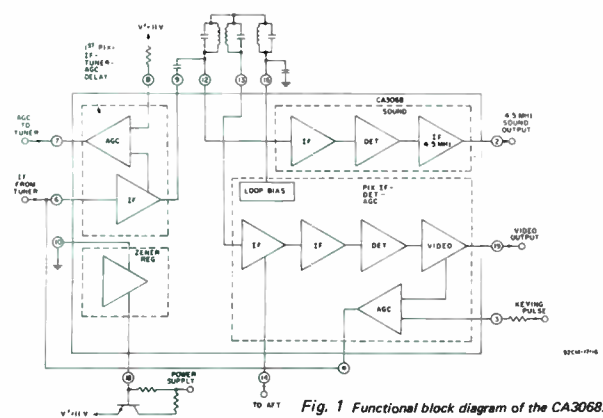 V⁺=11 V
1ST PIX-
IF-
TUNER-
AGC
DELAY
8
9
12
13
15
CA3068
SOUND
AGC
TO
TUNER
7
AGC
IF
DET
IF
4.5 MHz
2
4.5 MHz
SOUND
OUTPUT
IF
FROM
TUNER
6
IF
LOOP BIAS
PIX IF-
DET-
AGC
10
ZENER
REG
IF
IF
DET
VIDEO
19
VIDEO
OUTPUT
AGC
3
KEYING
PULSE
18
POWER
SUPPLY
14
TO AFT
V⁺=11V
Fig. 1 Functional block diagram of the CA3068